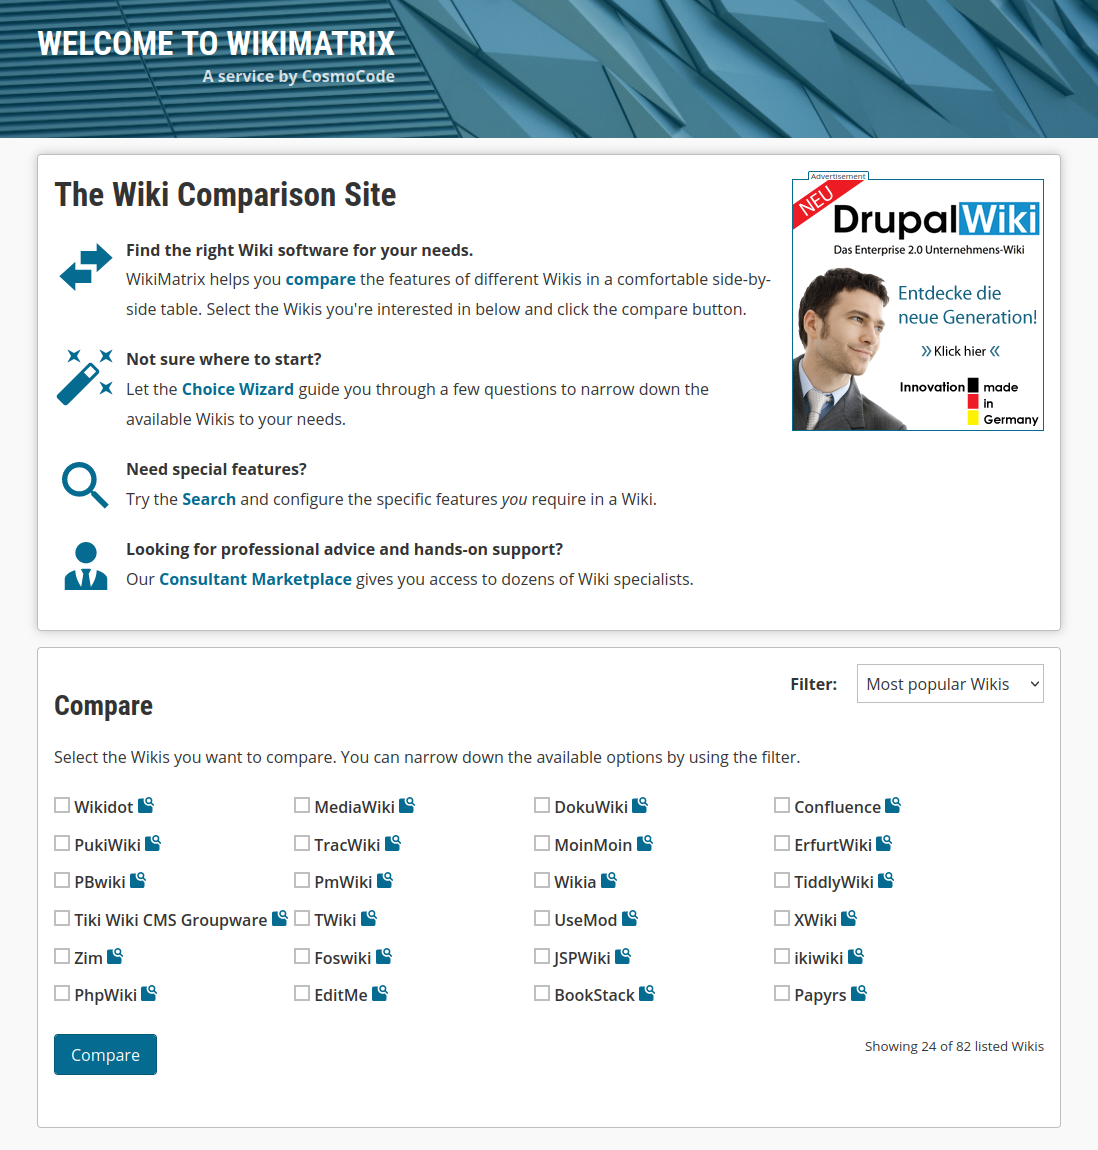 WELCOME TO WIKIMATRIX
A service by CosmoCode
The Wiki Comparison Site
Find the right Wiki software for your needs.
WikiMatrix helps you compare the features of different Wikis in a comfortable side-by-
side table. Select the Wikis you're interested in below and click the compare button.
Not sure where to start?
Let the Choice Wizard guide you through a few questions to narrow down the
available Wikis to your needs.
Need special features?
Try the Search and configure the specific features you require in a Wiki.
Looking for professional advice and hands-on support?
Our Consultant Marketplace gives you access to dozens of Wiki specialists.
Advertisement
NEU
DrupalWiki
Das Enterprise 2.0 Unternehmens-Wiki
Entdecke die
neue Generation!
» Klick hier «
Innovation made
in
Germany
Filter: Most popular Wikis
Compare
Select the Wikis you want to compare. You can narrow down the available options by using the filter.
Wikidot MediaWiki DokuWiki Confluence
PukiWiki TracWiki MoinMoin ErfurtWiki
PBwiki PmWiki Wikia TiddlyWiki
Tiki Wiki CMS Groupware TWiki UseMod XWiki
Zim Foswiki JSPWiki ikiwiki
PhpWiki EditMe BookStack Papyrs
Compare
Showing 24 of 82 listed Wikis